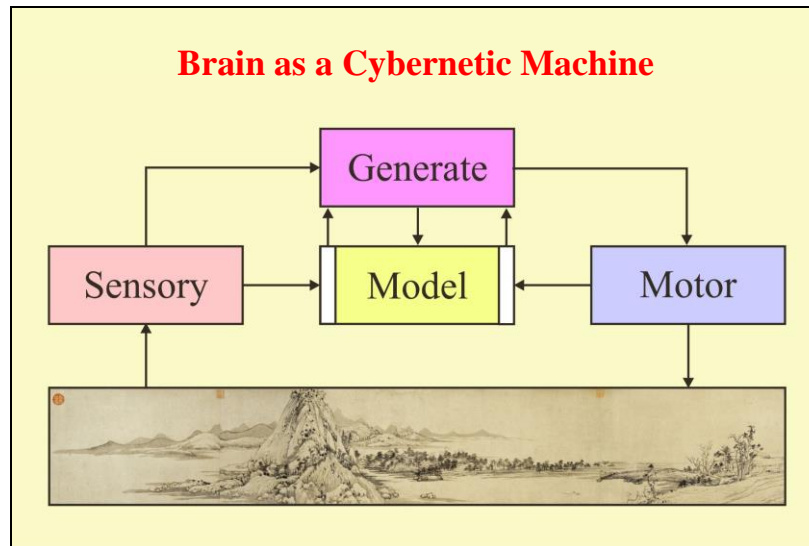 Brain as a Cybernetic Machine
Generate
Sensory
Model
Motor